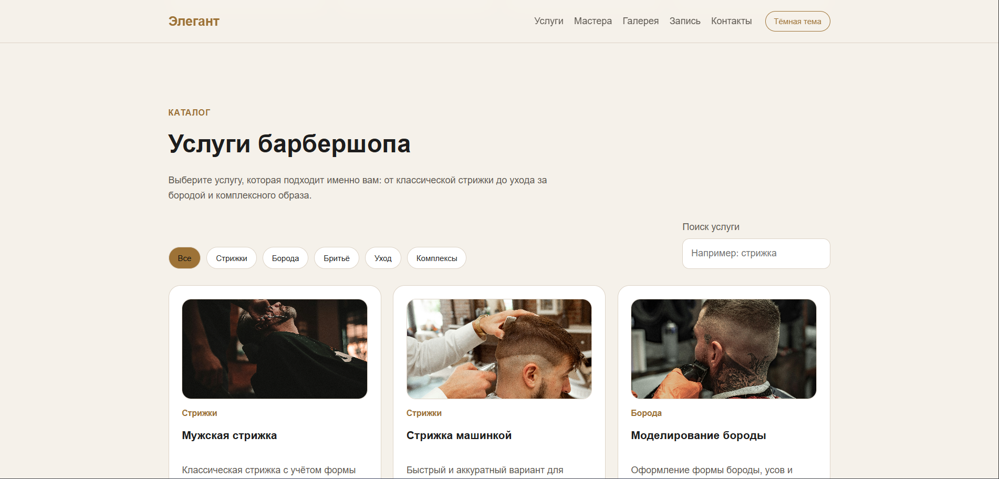 Элегант
Услуги Мастера Галерея Запись Контакты Тёмная тема
КАТАЛОГ
Услуги барбершопа
Выберите услугу, которая подходит именно вам: от классической стрижки до ухода за
бородой и комплексного образа.
Поиск услуги
Все Стрижки Борода Бритьё Уход Комплексы
Например: стрижка
Стрижки
Мужская стрижка
Классическая стрижка с учётом формы
Стрижки
Стрижка машинкой
Быстрый и аккуратный вариант для
Борода
Моделирование бороды
Оформление формы бороды, усов и